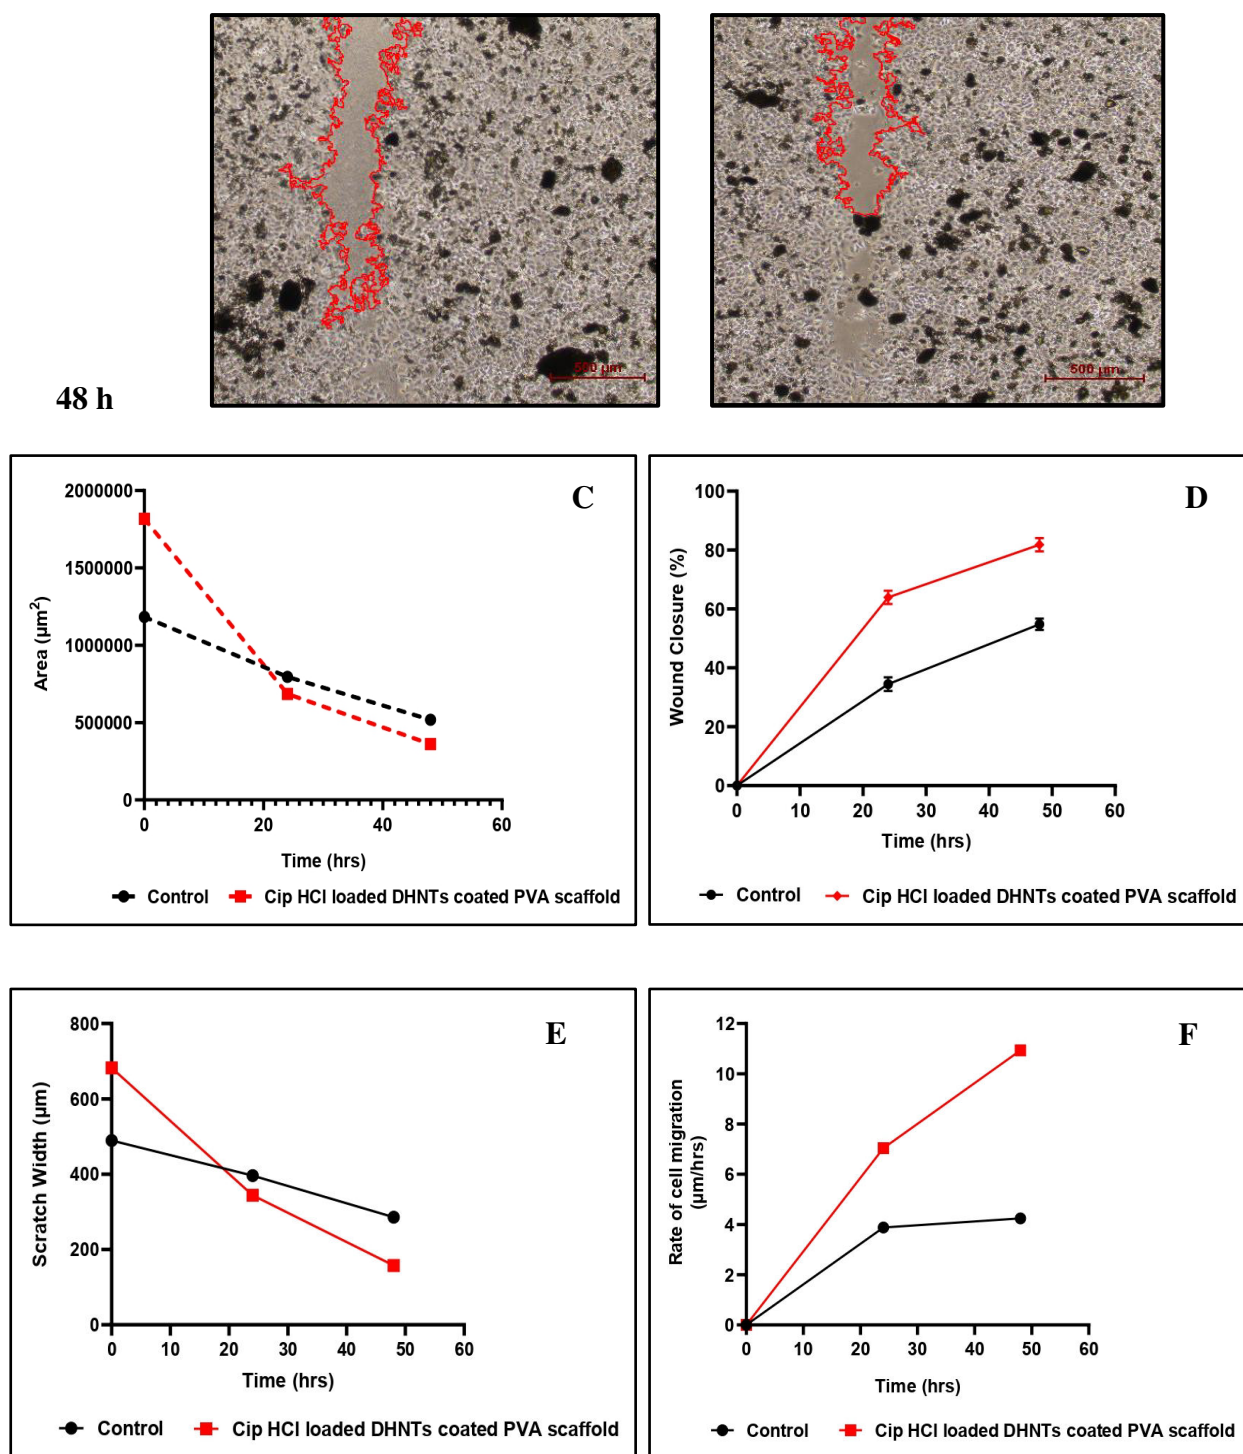 500 µm
500 µm
48 h
C
2000000
1500000
1000000
500000
0
Area (µm²)
0 20 40 60
Time (hrs)
Control Cip HCl loaded DHNTs coated PVA scaffold
D
100
80
60
40
20
0
Wound Closure (%)
0 10 20 30 40 50 60
Time (hrs)
Control Cip HCl loaded DHNTs coated PVA scaffold
E
800
600
400
200
0
Scratch Width (µm)
0 10 20 30 40 50 60
Time (hrs)
Control Cip HCl loaded DHNTs coated PVA scaffold
F
12
10
8
6
4
2
0
Rate of cell migration
(µm/hrs)
0 10 20 30 40 50 60
Time (hrs)
Control Cip HCl loaded DHNTs coated PVA scaffold